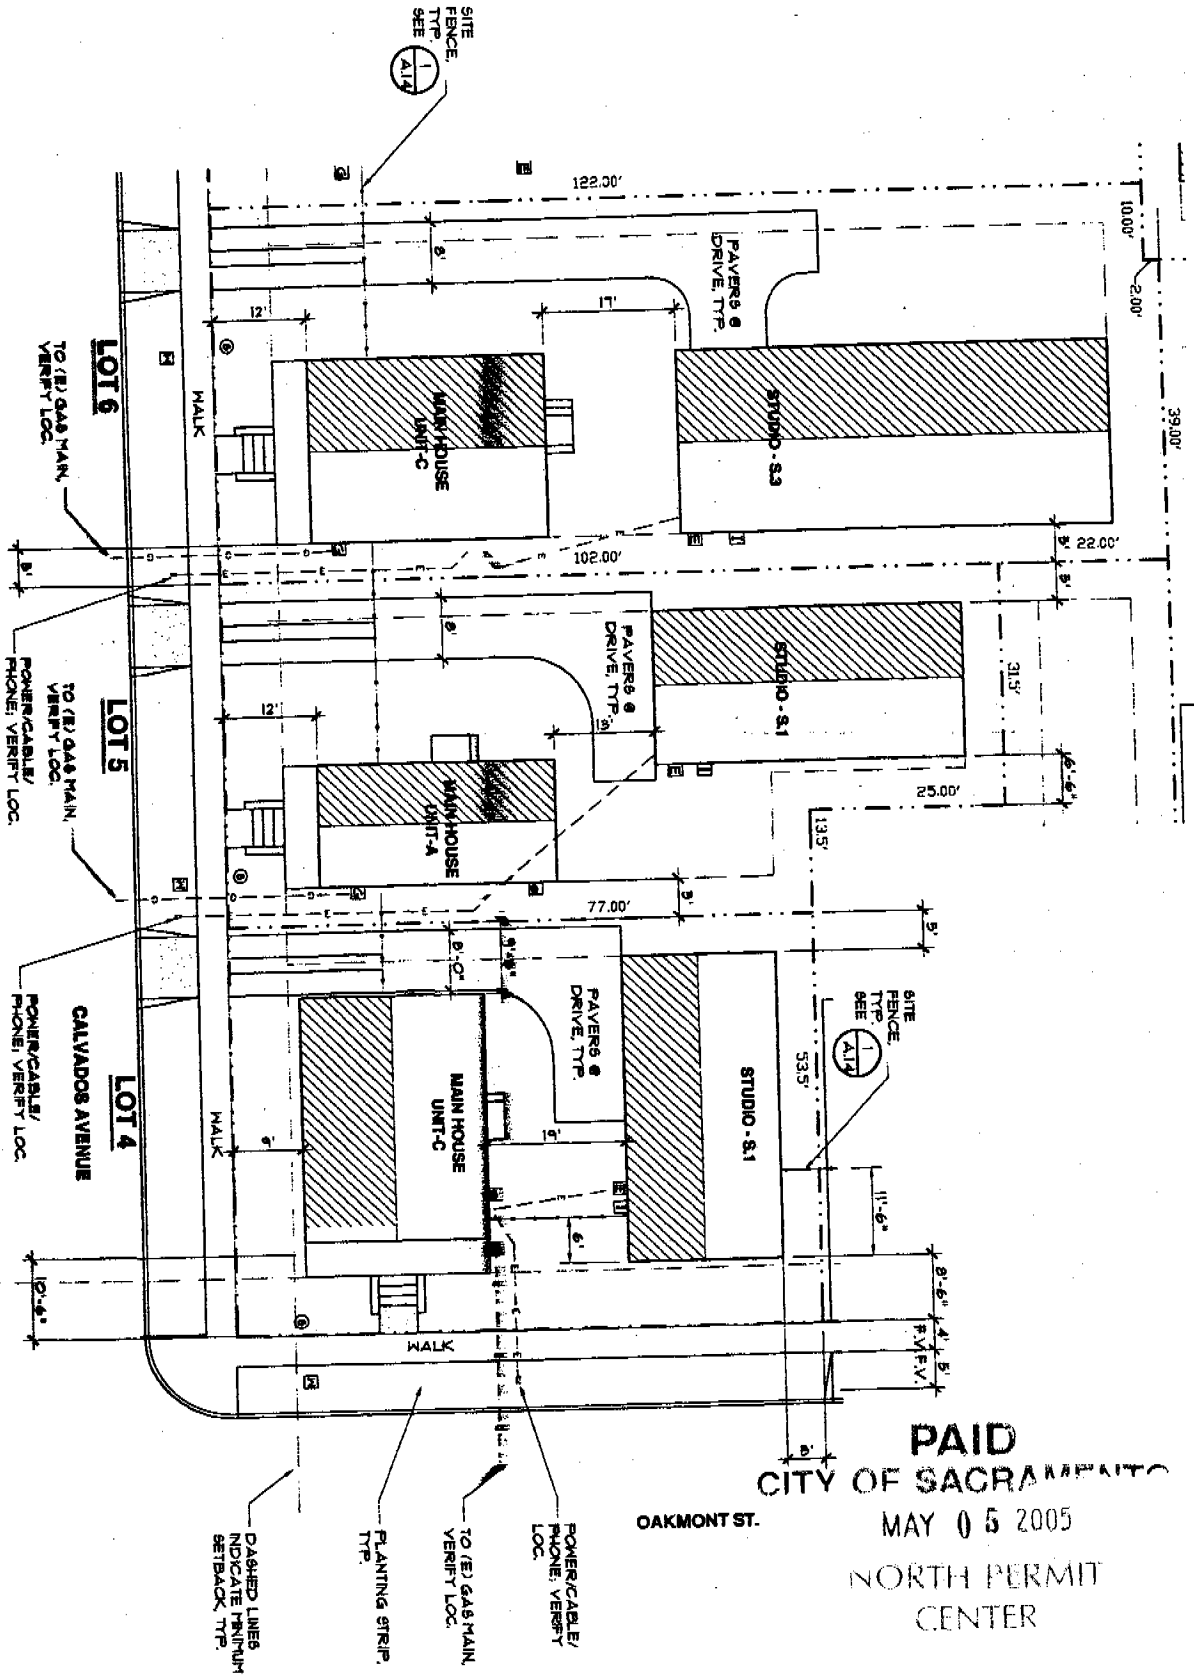 SITE
FENCE,
TYP.
SEE
1
A.14
122.00'
10.00'
2.00'
39.00'
8'
12'
17'
PAVERS @
DRIVE, TYP.
STUDIO - S.3
MAIN HOUSE
UNIT-C
WALK
LOT 6
TO (E) GAS MAIN,
VERIFY LOC.
102.00'
22.00'
5'
31.5'
8'
12'
PAVERS @
DRIVE, TYP.
STUDIO - S.1
MAIN HOUSE
UNIT-A
6'-6"
25.00'
13.5'
LOT 5
POWER/CABLE/
PHONE; VERIFY LOC.
TO (E) GAS MAIN,
VERIFY LOC.
77.00'
5'
8'-0"
PAVERS @
DRIVE, TYP.
STUDIO - S.1
MAIN HOUSE
UNIT-C
SITE
FENCE,
TYP.
SEE
1
A.14
53.5'
11'-6"
19'
6'
8'-6"
4'
5'
F.V.F.V.
LOT 4
CALVADOS AVENUE
POWER/CABLE/
PHONE; VERIFY LOC.
WALK
10'-6"
WALK
OAKMONT ST.
POWER/CABLE/
PHONE; VERIFY
LOC.
TO (E) GAS MAIN,
VERIFY LOC.
PLANTING STRIP,
TYP.
DASHED LINES
INDICATE MINIMUM
SETBACK, TYP.
PAID
CITY OF SACRAMENTO
MAY 05 2005
NORTH PERMIT
CENTER